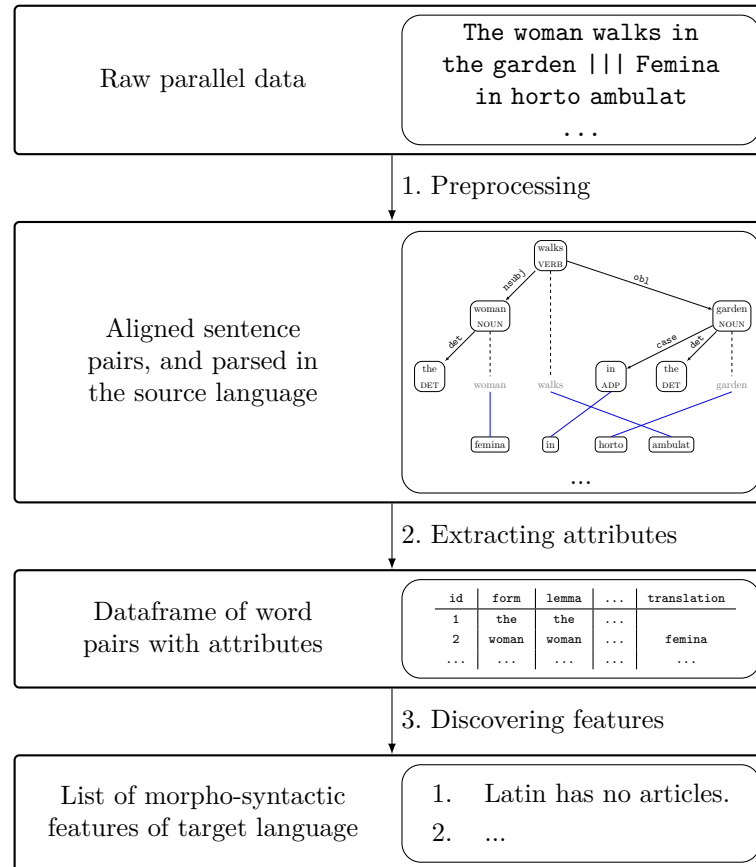 Raw parallel data
The woman walks in
the garden ||| Femina
in horto ambulat
...
1. Preprocessing
Aligned sentence
pairs, and parsed in
the source language
walks
VERB
nsubj
obl
woman
NOUN
garden
NOUN
det
case
det
the
DET
woman
walks
in
ADP
the
DET
garden
femina
in
horto
ambulat
...
2. Extracting attributes
Dataframe of word
pairs with attributes
id form lemma ... translation
1 the the ...
2 woman woman ... femina
... ... ... ... ...
3. Discovering features
List of morpho-syntactic
features of target language
1. Latin has no articles.
2. ...